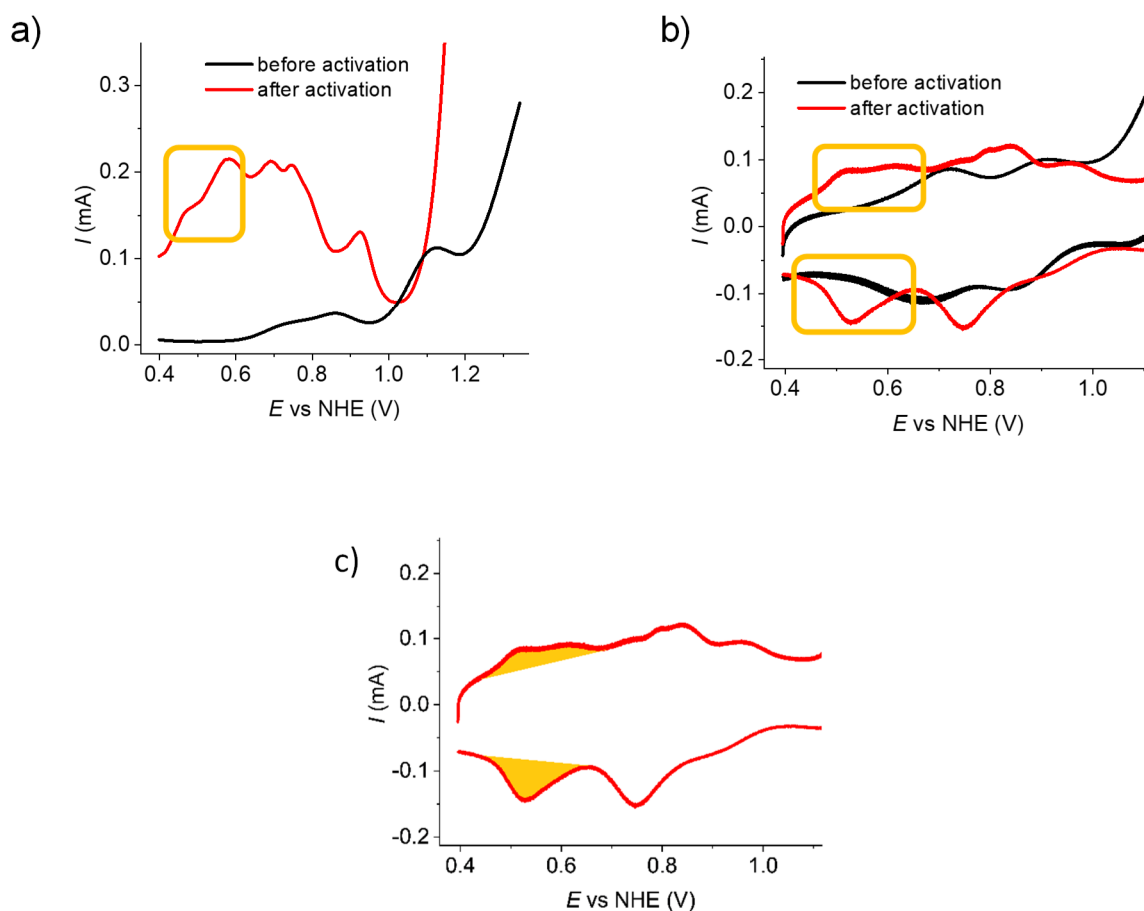 a)
before activation
after activation
0.3
0.2
0.1
0.0
I (mA)
0.4 0.6 0.8 1.0 1.2
E vs NHE (V)
b)
before activation
after activation
0.2
0.1
0.0
-0.1
-0.2
I (mA)
0.4 0.6 0.8 1.0
E vs NHE (V)
c)
0.2
0.1
0.0
-0.1
-0.2
I (mA)
0.4 0.6 0.8 1.0
E vs NHE (V)